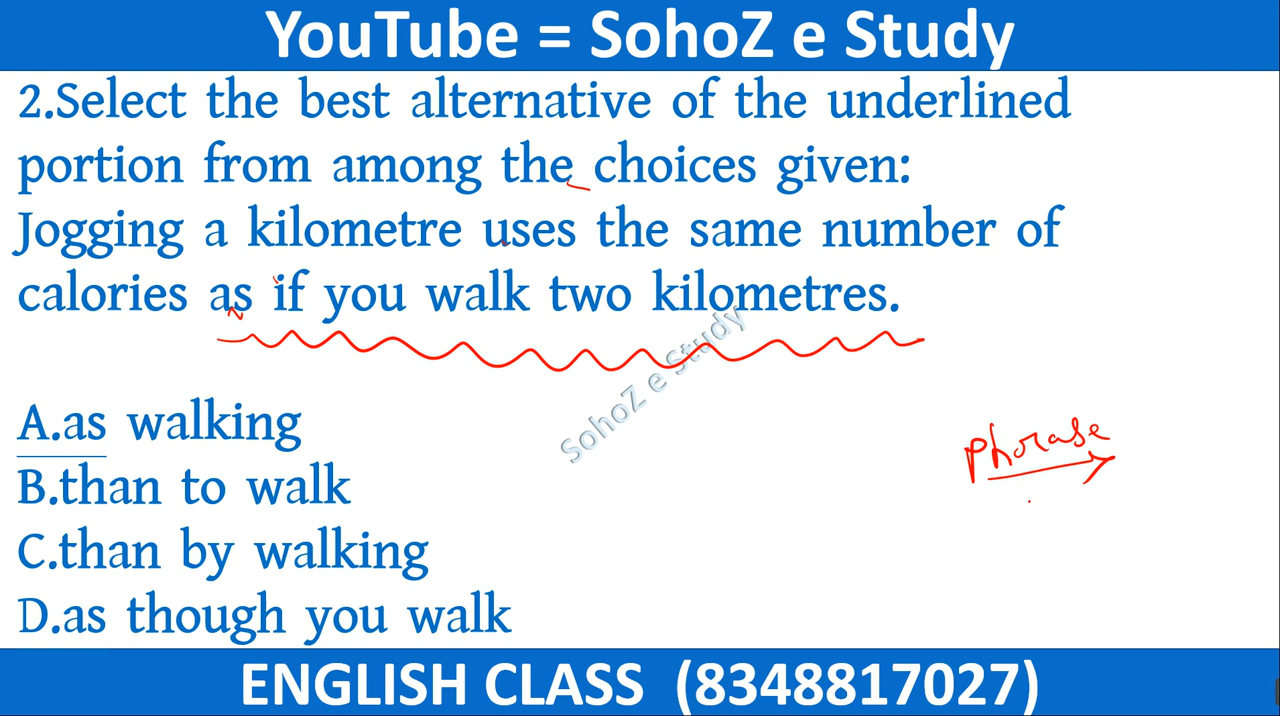 YouTube = SohoZ e Study
2.Select the best alternative of the underlined
portion from among the choices given:
Jogging a kilometre uses the same number of
calories as if you walk two kilometres.
SohoZ e Study
A.as walking
Phrase
B.than to walk
C.than by walking
D.as though you walk
ENGLISH CLASS (8348817027)